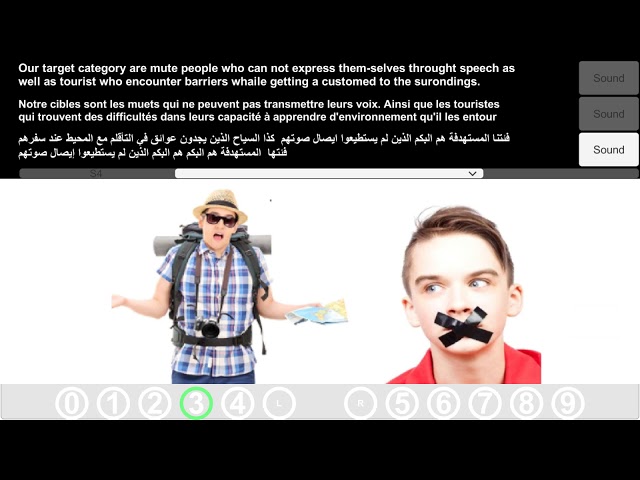 Our target category are mute people who can not express them-selves throught speech as
well as tourist who encounter barriers whaile getting a customed to the surondings.
Notre cibles sont les muets qui ne peuvent pas transmettre leurs voix. Ainsi que les touristes
qui trouvent des difficultés dans leurs capacité à apprendre d'environnement qu'il les entour
فئتنا المستهدفة هم البكم الذين لم يستطيعوا ايصال صوتهم  كذا السياح الذين يجدون عوائق في التأقلم مع المحيط عند سفرهم
فئتها  المستهدفة هم البكم هم البكم الذين لم يستطيعوا إيصال صوتهم
Sound
Sound
Sound
S4
0 1 2 3 4 L R 5 6 7 8 9